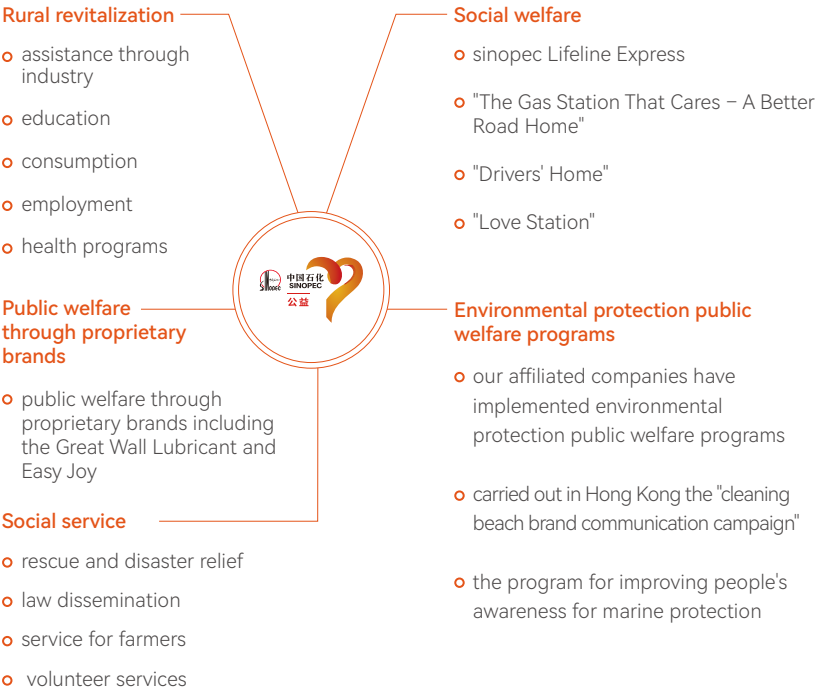 Rural revitalization
assistance through
industry
education
consumption
employment
health programs
Public welfare
through proprietary
brands
public welfare through
proprietary brands including
the Great Wall Lubricant and
Easy Joy
Social service
rescue and disaster relief
law dissemination
service for farmers
volunteer services
SINOPEC
中国石化
SINOPEC
公益
Social welfare
sinopec Lifeline Express
"The Gas Station That Cares – A Better
Road Home"
"Drivers' Home"
"Love Station"
Environmental protection public
welfare programs
our affiliated companies have
implemented environmental
protection public welfare programs
carried out in Hong Kong the "cleaning
beach brand communication campaign"
the program for improving people's
awareness for marine protection